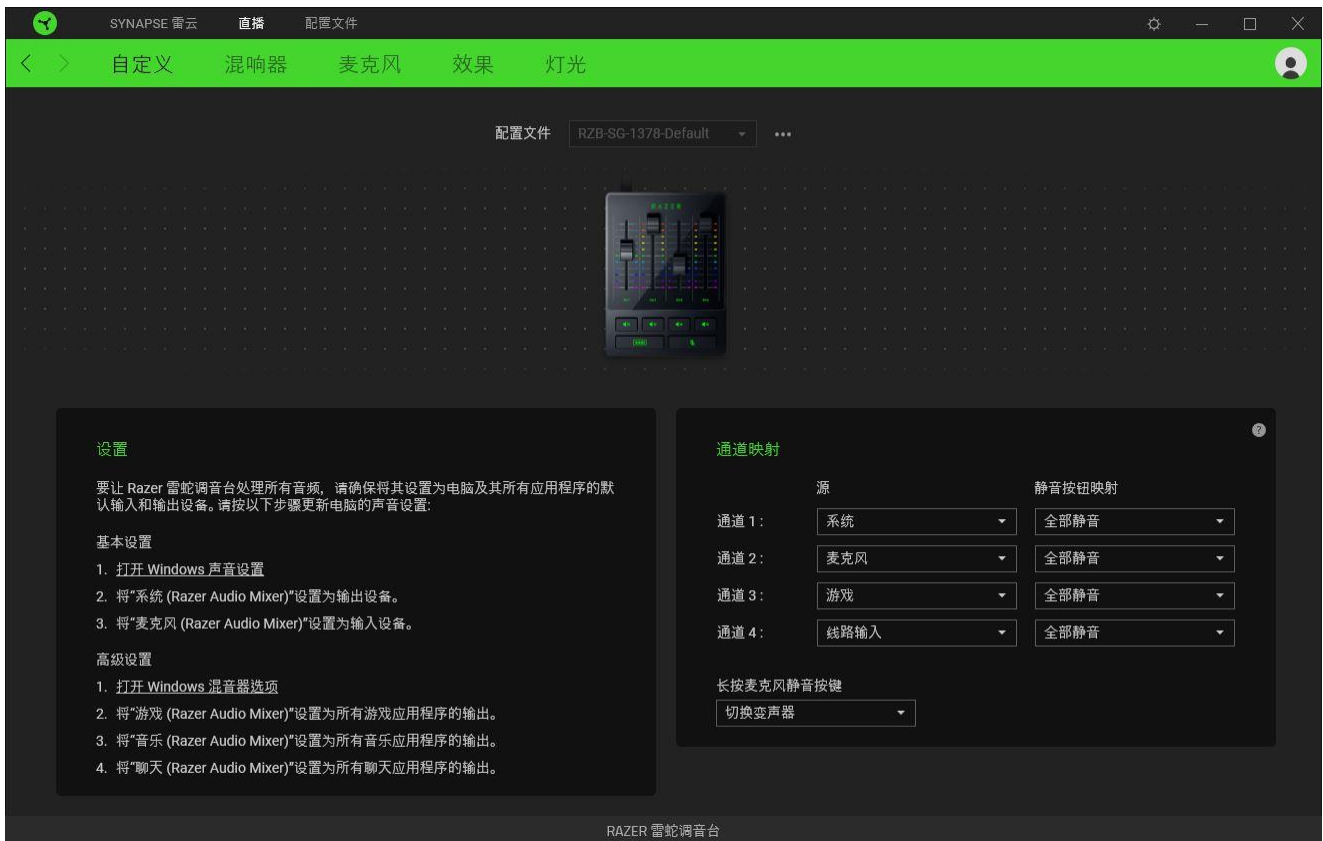 SYNAPSE 雷云 直播 配置文件
自定义 混响器 麦克风 效果 灯光
配置文件 RZB-SG-1378-Default
RAZER
设置
要让 Razer 雷蛇调音台处理所有音频，请确保将其设置为电脑及其所有应用程序的默
认输入和输出设备。请按以下步骤更新电脑的声音设置:
基本设置
1. 打开 Windows 声音设置
2. 将“系统 (Razer Audio Mixer)”设置为输出设备。
3. 将“麦克风 (Razer Audio Mixer)”设置为输入设备。
高级设置
1. 打开 Windows 混音器选项
2. 将“游戏 (Razer Audio Mixer)”设置为所有游戏应用程序的输出。
3. 将“音乐 (Razer Audio Mixer)”设置为所有音乐应用程序的输出。
4. 将“聊天 (Razer Audio Mixer)”设置为所有聊天应用程序的输出。
通道映射
源 静音按钮映射
通道 1 : 系统 全部静音
通道 2 : 麦克风 全部静音
通道 3 : 游戏 全部静音
通道 4 : 线路输入 全部静音
长按麦克风静音按键
切换变声器
RAZER 雷蛇调音台